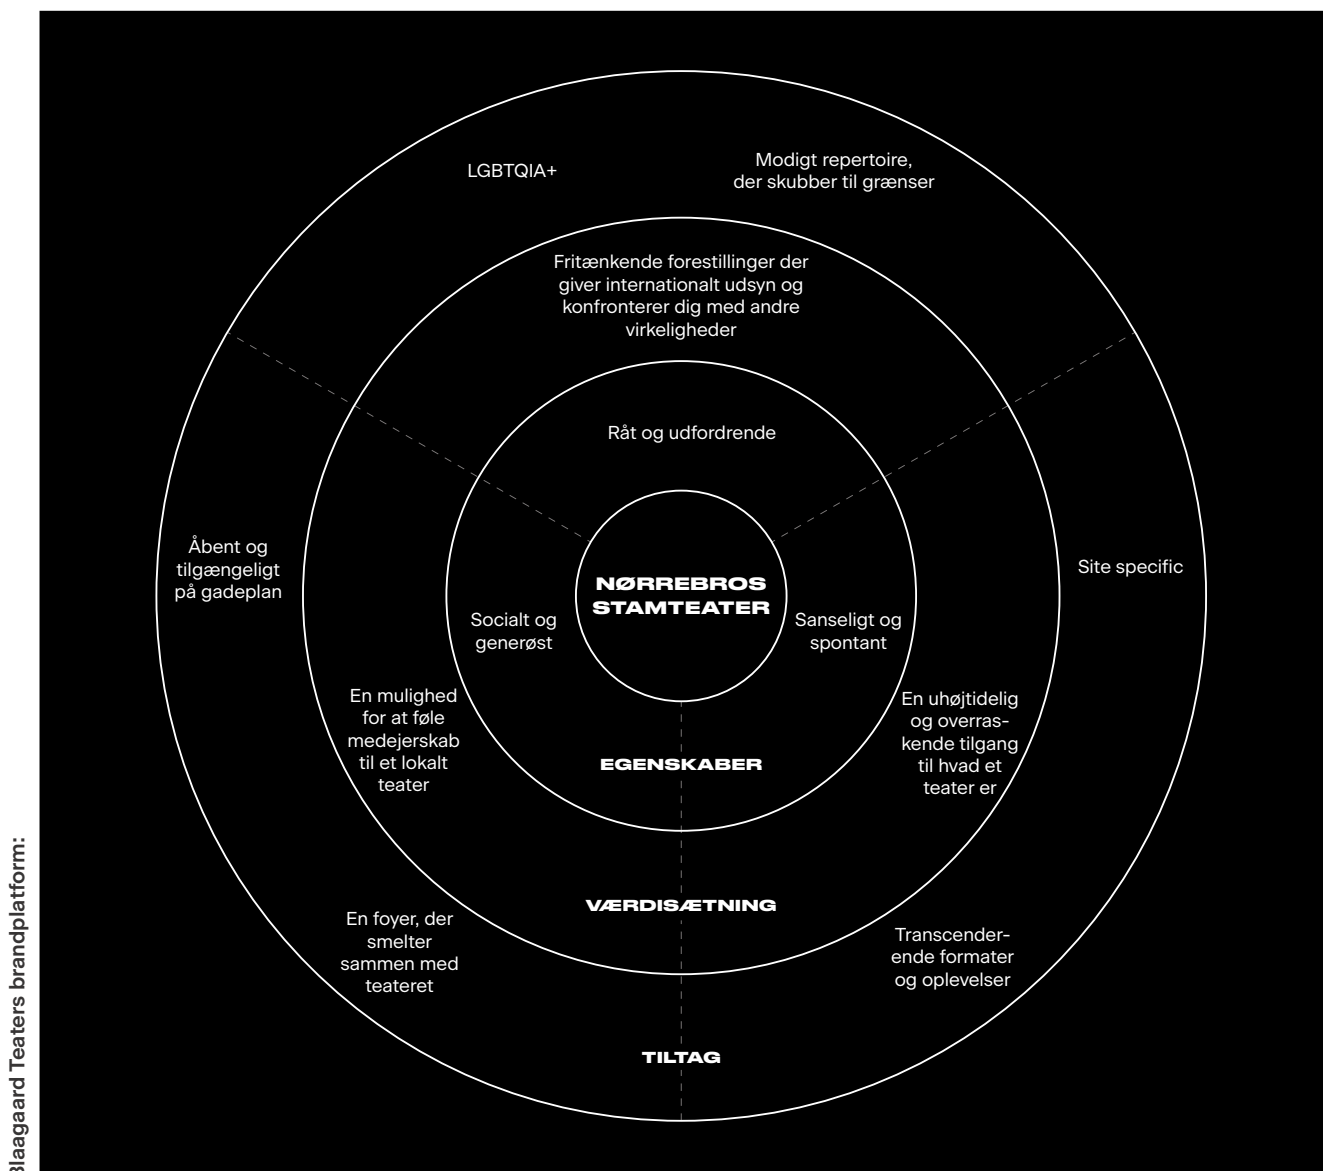 LGBTQIA+
Modigt repertoire,
der skubber til grænser
Fritænkende forestillinger der
giver internationalt udsyn og
konfronterer dig med andre
virkeligheder
Råt og udfordrende
Åbent og
tilgængeligt
på gadeplan
Site specific
NØRREBROS
STAMTEATER
Socialt og
generøst
Sanseligt og
spontant
En mulighed
for at føle
medejerskab
til et lokalt
teater
En uhøjtidelig
og overras-
kende tilgang
til hvad et
teater er
EGENSKABER
VÆRDISÆTNING
En foyer, der
smelter
sammen med
teateret
Transcender-
ende formater
og oplevelser
TILTAG
Blaagaard Teaters brandplatform: